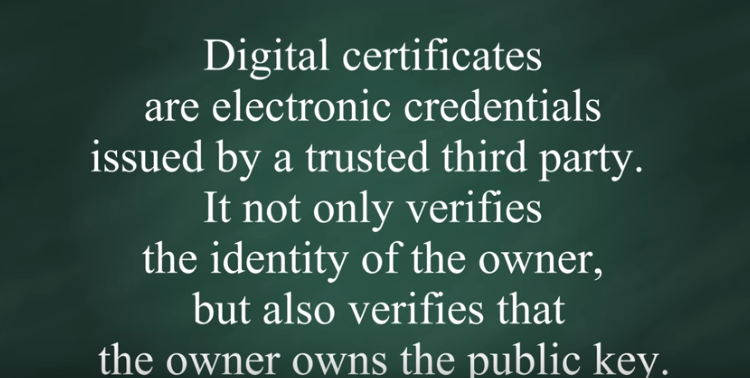 Digital certificates
are electronic credentials
issued by a trusted third party.
It not only verifies
the identity of the owner,
but also verifies that
the owner owns the public key.